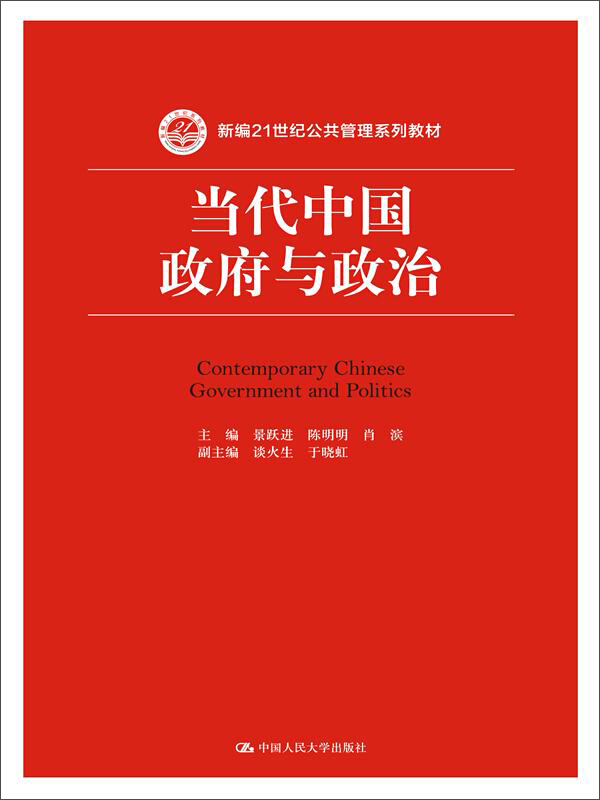 新编21世纪公共管理系列教材
当代中国
政府与政治
Contemporary Chinese
Government and Politics
主 编 景跃进 陈明明 肖 滨
副主编 谈火生 于晓虹
中国人民大学出版社